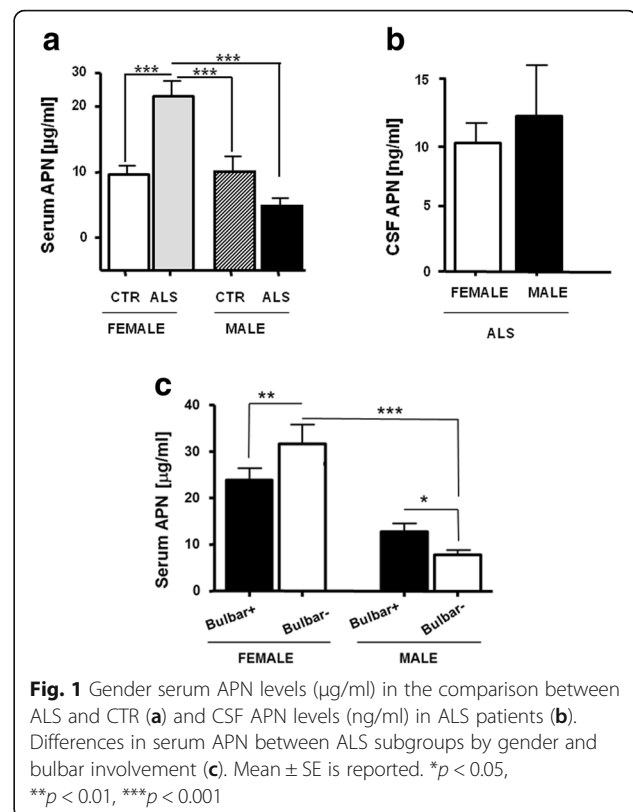 a
***
***
***
Serum APN [µg/ml]
30
20
10
0
CTR ALS CTR ALS
FEMALE MALE
b
CSF APN [ng/ml]
15
10
5
0
FEMALE MALE
ALS
c
**
***
*
Serum APN [µg/ml]
40
30
20
10
0
Bulbar+ Bulbar- Bulbar+ Bulbar-
FEMALE MALE
Fig. 1 Gender serum APN levels (µg/ml) in the comparison between
ALS and CTR (a) and CSF APN levels (ng/ml) in ALS patients (b).
Differences in serum APN between ALS subgroups by gender and
bulbar involvement (c). Mean ± SE is reported. *p < 0.05,
**p < 0.01, ***p < 0.001